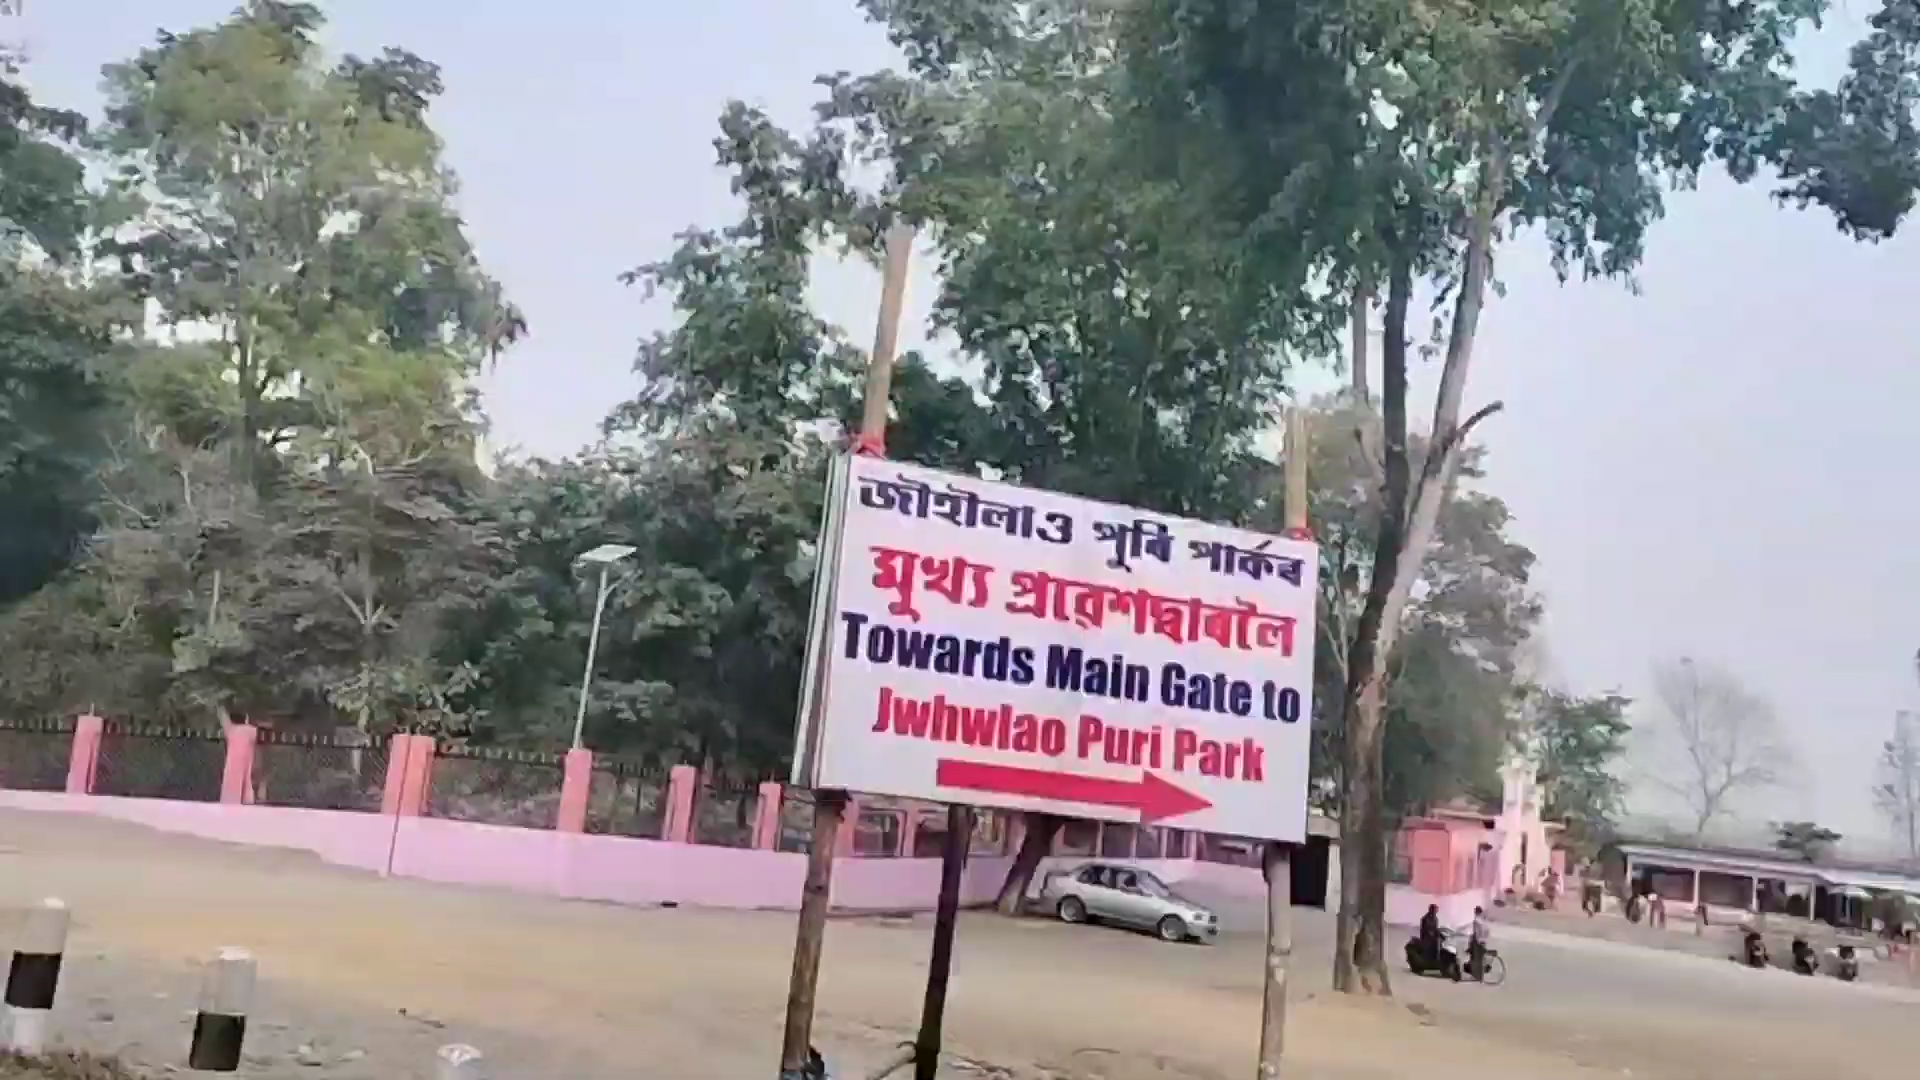 জীহীলাও পুৰি পাৰ্কৰ
মুখ্য প্ৰৱেশদ্বাৰলৈ
Towards Main Gate to
Jwhwlao Puri Park